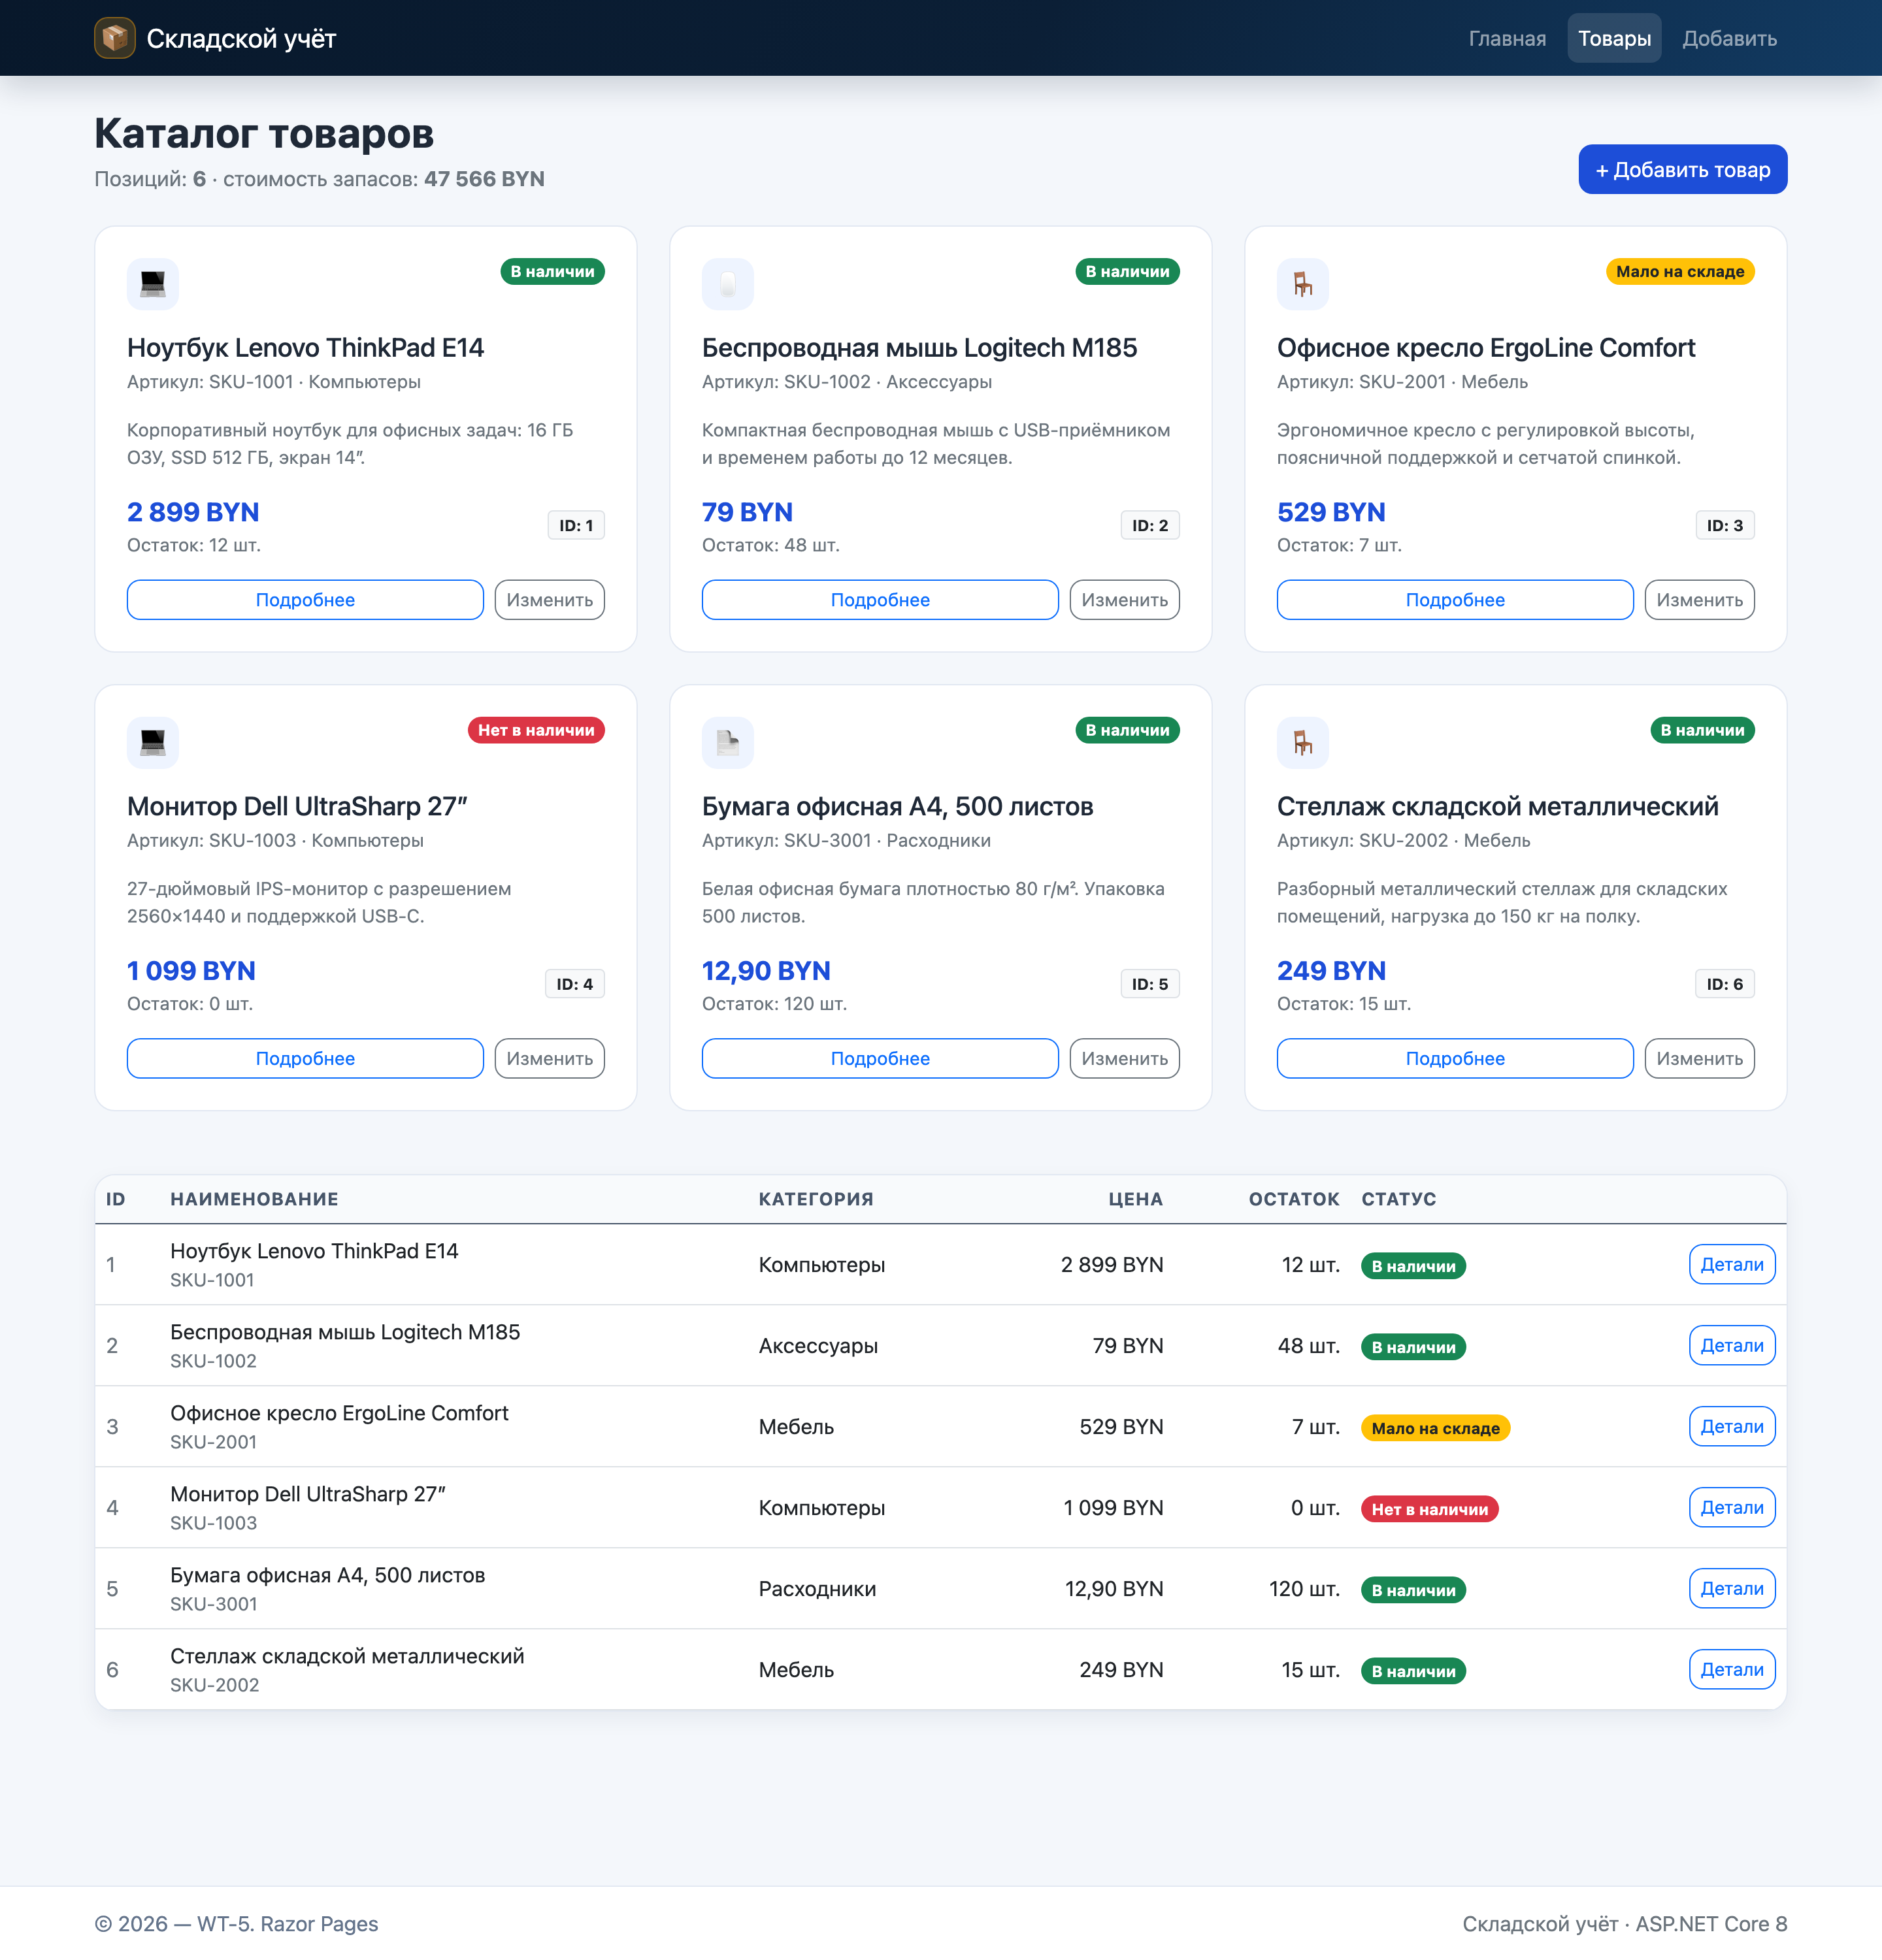 Складской учёт
Главная Товары Добавить
Каталог товаров
Позиций: 6 · стоимость запасов: 47 566 BYN
+ Добавить товар
В наличии
Ноутбук Lenovo ThinkPad E14
Артикул: SKU-1001 · Компьютеры
Корпоративный ноутбук для офисных задач: 16 ГБ
ОЗУ, SSD 512 ГБ, экран 14″.
2 899 BYN
Остаток: 12 шт.
ID: 1
Подробнее Изменить
В наличии
Беспроводная мышь Logitech M185
Артикул: SKU-1002 · Аксессуары
Компактная беспроводная мышь с USB-приёмником
и временем работы до 12 месяцев.
79 BYN
Остаток: 48 шт.
ID: 2
Подробнее Изменить
Мало на складе
Офисное кресло ErgoLine Comfort
Артикул: SKU-2001 · Мебель
Эргономичное кресло с регулировкой высоты,
поясничной поддержкой и сетчатой спинкой.
529 BYN
Остаток: 7 шт.
ID: 3
Подробнее Изменить
Нет в наличии
Монитор Dell UltraSharp 27″
Артикул: SKU-1003 · Компьютеры
27-дюймовый IPS-монитор с разрешением
2560×1440 и поддержкой USB-C.
1 099 BYN
Остаток: 0 шт.
ID: 4
Подробнее Изменить
В наличии
Бумага офисная A4, 500 листов
Артикул: SKU-3001 · Расходники
Белая офисная бумага плотностью 80 г/м². Упаковка
500 листов.
12,90 BYN
Остаток: 120 шт.
ID: 5
Подробнее Изменить
В наличии
Стеллаж складской металлический
Артикул: SKU-2002 · Мебель
Разборный металлический стеллаж для складских
помещений, нагрузка до 150 кг на полку.
249 BYN
Остаток: 15 шт.
ID: 6
Подробнее Изменить
ID НАИМЕНОВАНИЕ КАТЕГОРИЯ ЦЕНА ОСТАТОК СТАТУС
1 Ноутбук Lenovo ThinkPad E14 Компьютеры 2 899 BYN 12 шт. В наличии Детали
SKU-1001
2 Беспроводная мышь Logitech M185 Аксессуары 79 BYN 48 шт. В наличии Детали
SKU-1002
3 Офисное кресло ErgoLine Comfort Мебель 529 BYN 7 шт. Мало на складе Детали
SKU-2001
4 Монитор Dell UltraSharp 27″ Компьютеры 1 099 BYN 0 шт. Нет в наличии Детали
SKU-1003
5 Бумага офисная A4, 500 листов Расходники 12,90 BYN 120 шт. В наличии Детали
SKU-3001
6 Стеллаж складской металлический Мебель 249 BYN 15 шт. В наличии Детали
SKU-2002
© 2026 — WT-5. Razor Pages
Складской учёт · ASP.NET Core 8